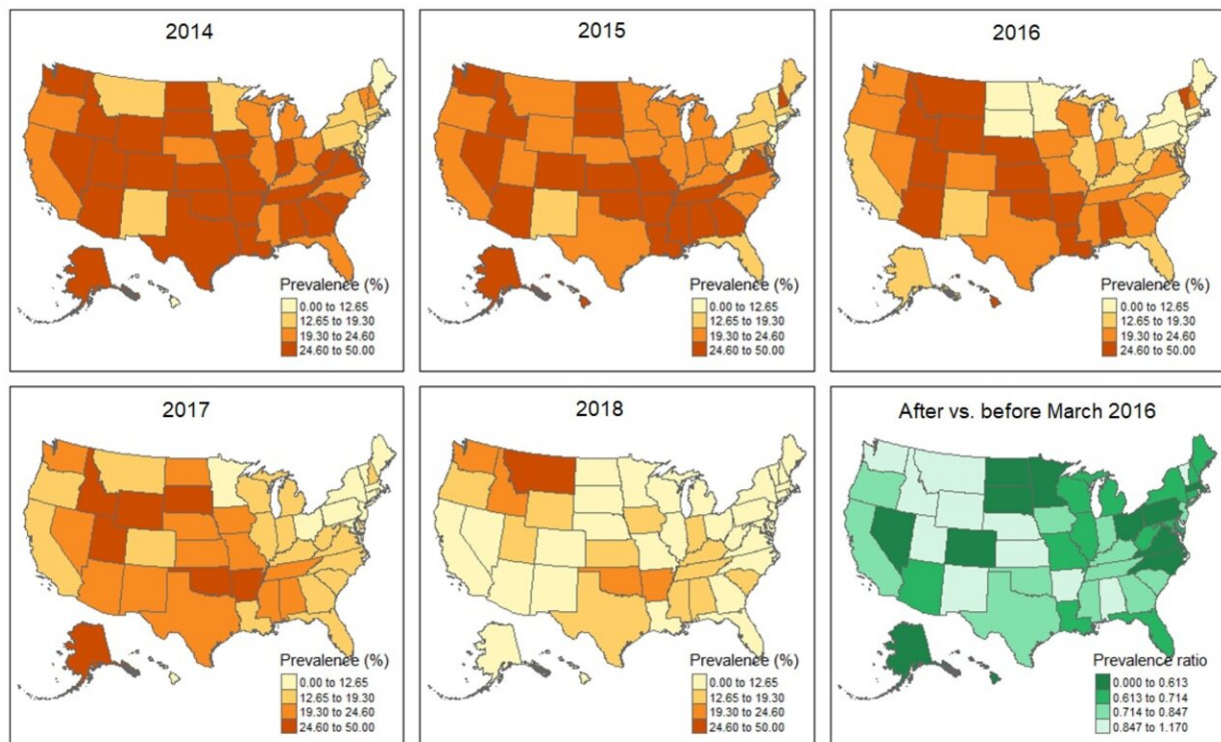 2014
Prevalence (%)
0.00 to 12.65
12.65 to 19.30
19.30 to 24.60
24.60 to 50.00
2015
Prevalence (%)
0.00 to 12.65
12.65 to 19.30
19.30 to 24.60
24.60 to 50.00
2016
Prevalence (%)
0.00 to 12.65
12.65 to 19.30
19.30 to 24.60
24.60 to 50.00
2017
Prevalence (%)
0.00 to 12.65
12.65 to 19.30
19.30 to 24.60
24.60 to 50.00
2018
Prevalence (%)
0.00 to 12.65
12.65 to 19.30
19.30 to 24.60
24.60 to 50.00
After vs. before March 2016
Prevalence ratio
0.000 to 0.613
0.613 to 0.714
0.714 to 0.847
0.847 to 1.170